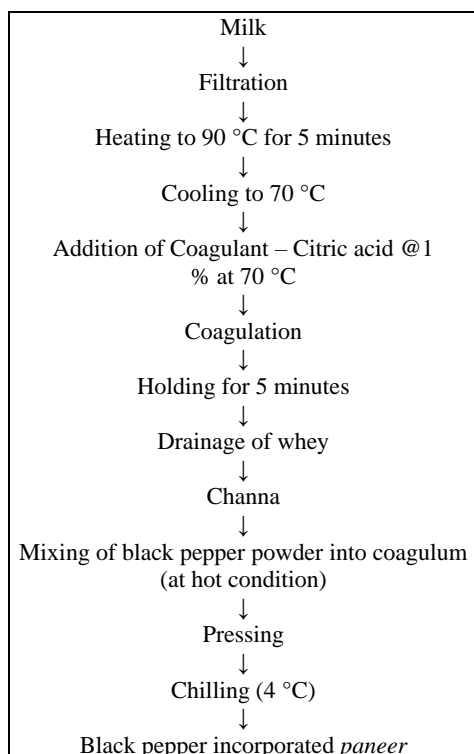 Milk
↓
Filtration
↓
Heating to 90 °C for 5 minutes
↓
Cooling to 70 °C
↓
Addition of Coagulant – Citric acid @1
% at 70 °C
↓
Coagulation
↓
Holding for 5 minutes
↓
Drainage of whey
↓
Channa
↓
Mixing of black pepper powder into coagulum
(at hot condition)
↓
Pressing
↓
Chilling (4 °C)
↓
Black pepper incorporated paneer